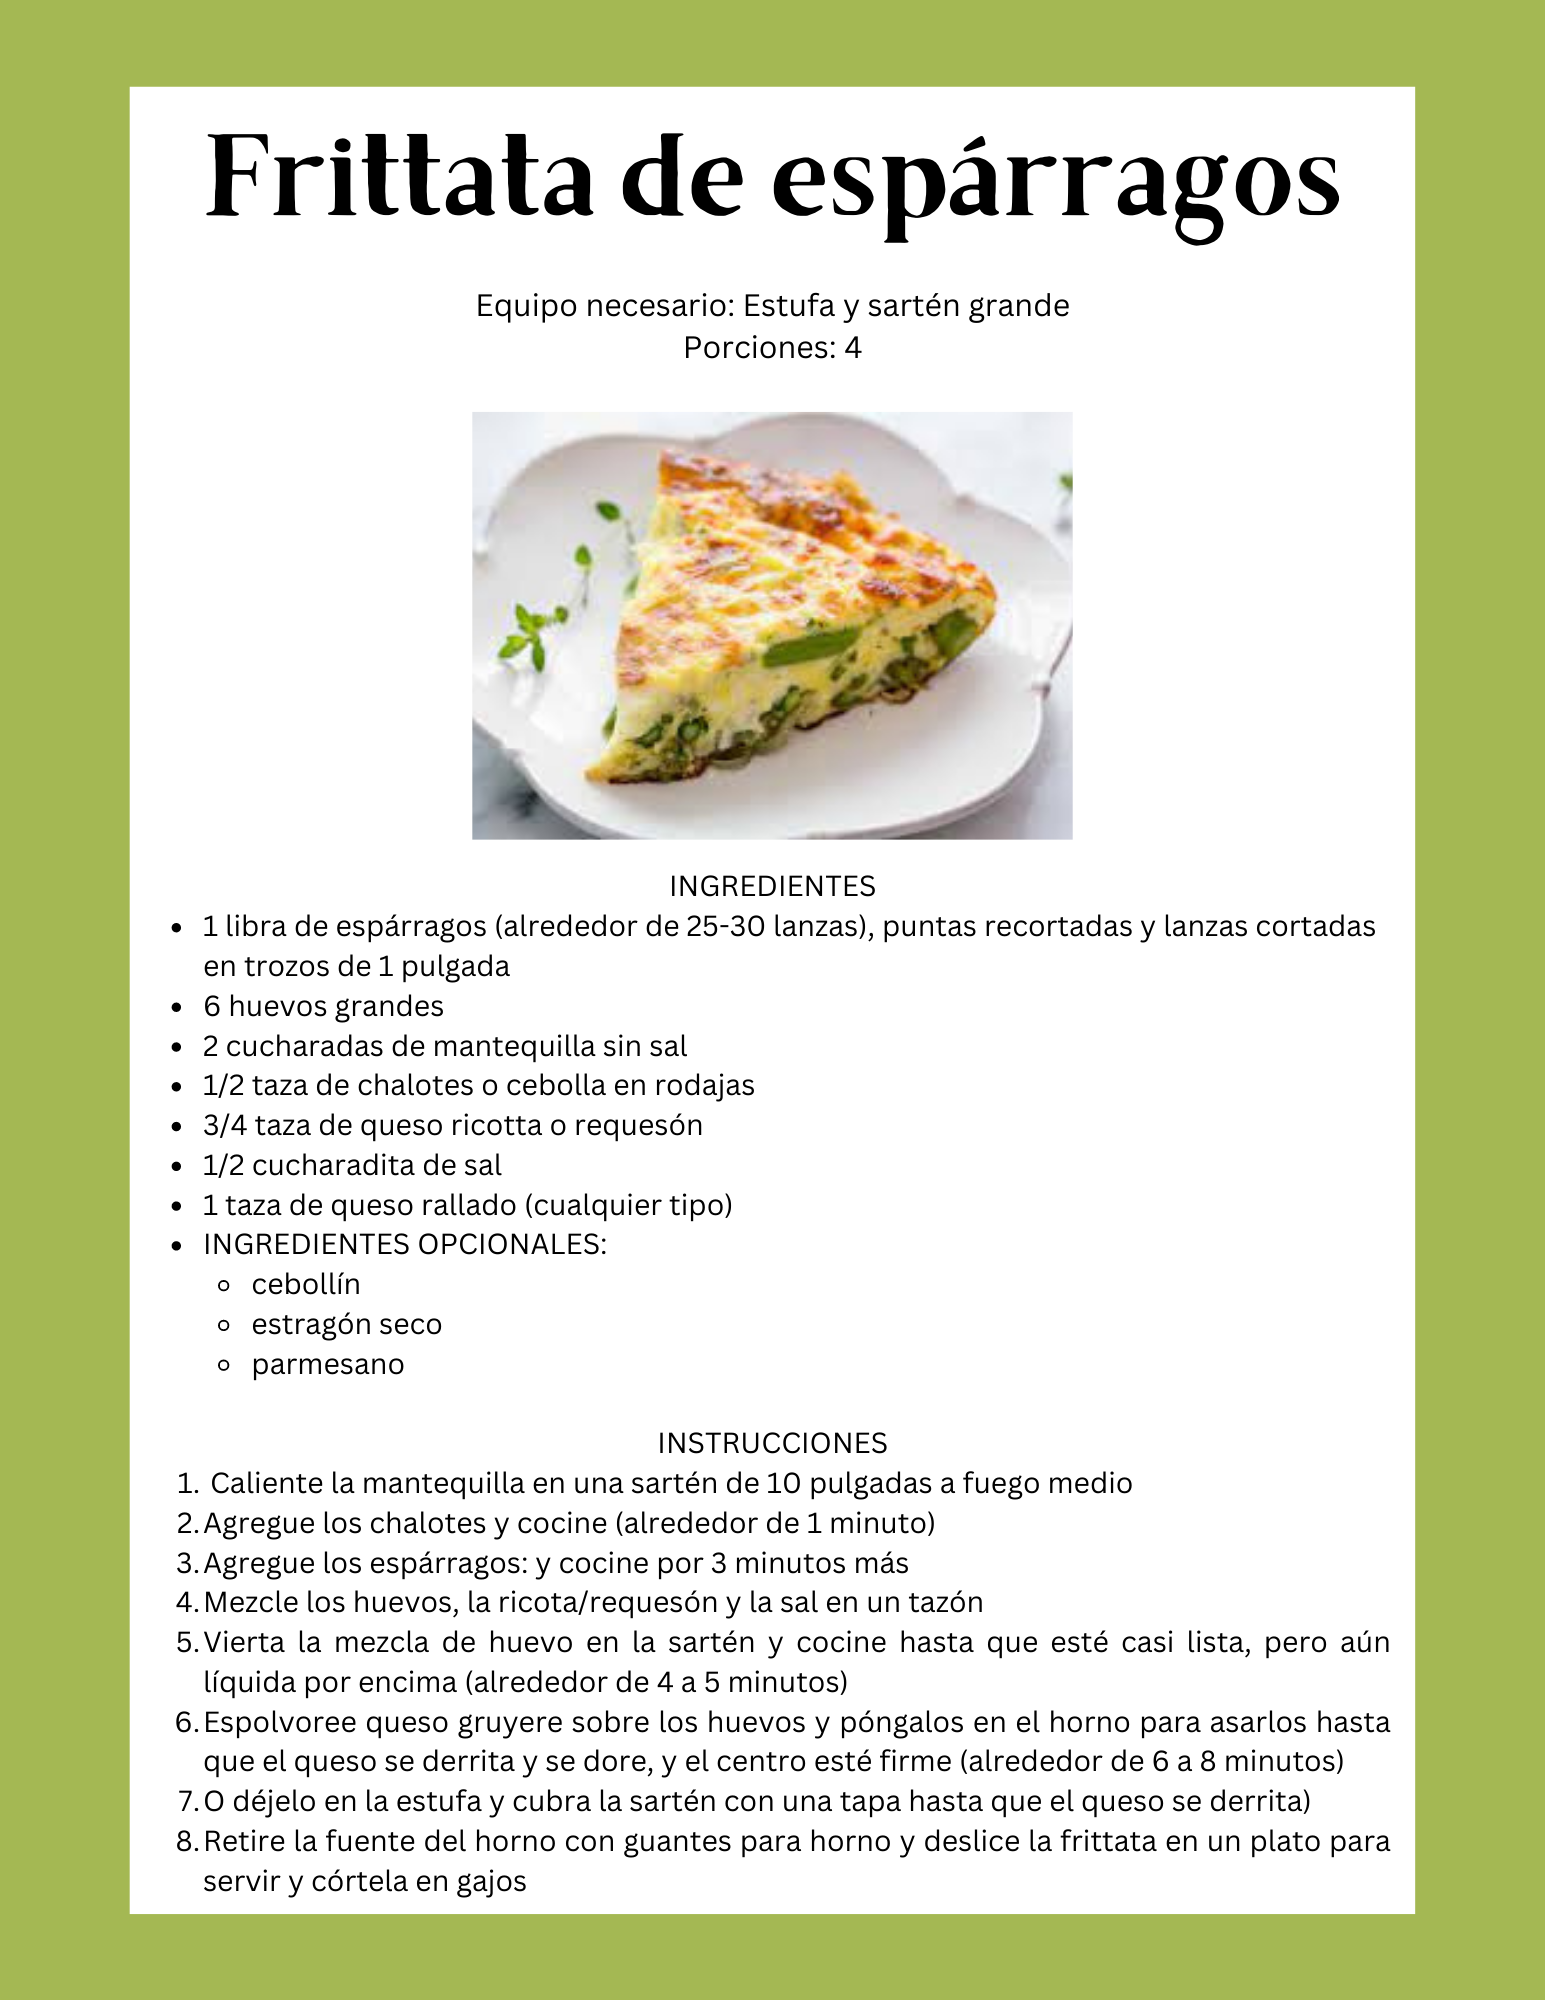 Frittata de espárragos
Equipo necesario: Estufa y sartén grande
Porciones: 4
INGREDIENTES
• 1 libra de espárragos (alrededor de 25-30 lanzas), puntas recortadas y lanzas cortadas
en trozos de 1 pulgada
• 6 huevos grandes
• 2 cucharadas de mantequilla sin sal
• 1/2 taza de chalotes o cebolla en rodajas
• 3/4 taza de queso ricotta o requesón
• 1/2 cucharadita de sal
• 1 taza de queso rallado (cualquier tipo)
• INGREDIENTES OPCIONALES:
◦ cebollín
◦ estragón seco
◦ parmesano
INSTRUCCIONES
1. Caliente la mantequilla en una sartén de 10 pulgadas a fuego medio
2. Agregue los chalotes y cocine (alrededor de 1 minuto)
3. Agregue los espárragos: y cocine por 3 minutos más
4. Mezcle los huevos, la ricota/requesón y la sal en un tazón
5. Vierta la mezcla de huevo en la sartén y cocine hasta que esté casi lista, pero aún
líquida por encima (alrededor de 4 a 5 minutos)
6. Espolvoree queso gruyere sobre los huevos y póngalos en el horno para asarlos hasta
que el queso se derrita y se dore, y el centro esté firme (alrededor de 6 a 8 minutos)
7. O déjelo en la estufa y cubra la sartén con una tapa hasta que el queso se derrita)
8. Retire la fuente del horno con guantes para horno y deslice la frittata en un plato para
servir y córtela en gajos